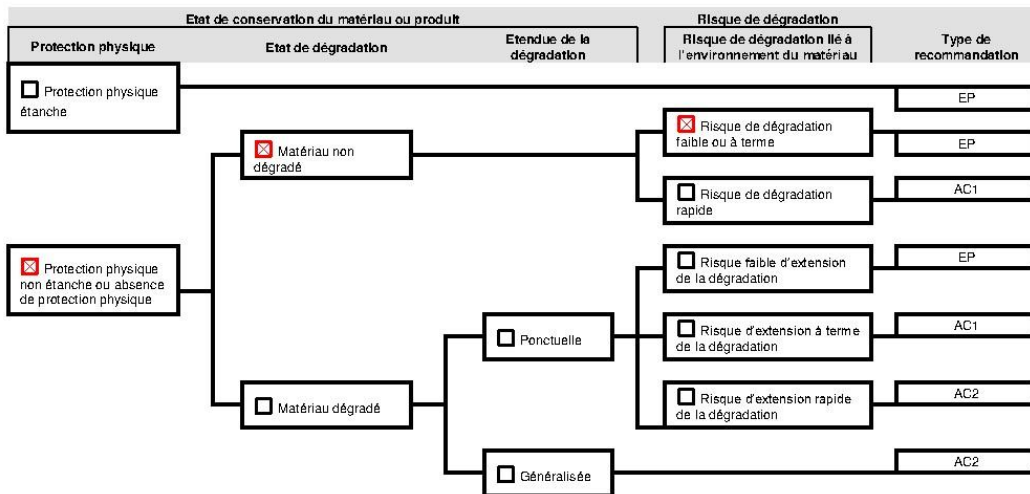 Etat de conservation du matériau ou produit
Risque de dégradation
Protection physique
Etat de dégradation
Etendue de la
dégradation
Risque de dégradation lié à
l'environnement du matériau
Type de
recommandation
Protection physique
étanche
EP
Matériau non
dégradé
Risque de dégradation
faible ou à terme
EP
Risque de dégradation
rapide
AC1
Protection physique
non étanche ou absence
de protection physique
Risque faible d'extension
de la dégradation
EP
Ponctuelle
Risque d'extension à terme
de la dégradation
AC1
Matériau dégradé
Risque d'extension rapide
de la dégradation
AC2
Généralisée
AC2